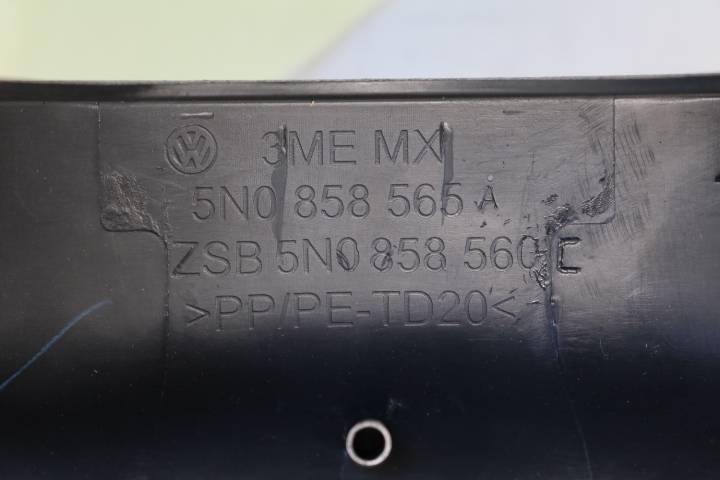 3ME MX
5N0 858 565 A
ZSB 5N0 858 560 C
>PP/PE-TD20<